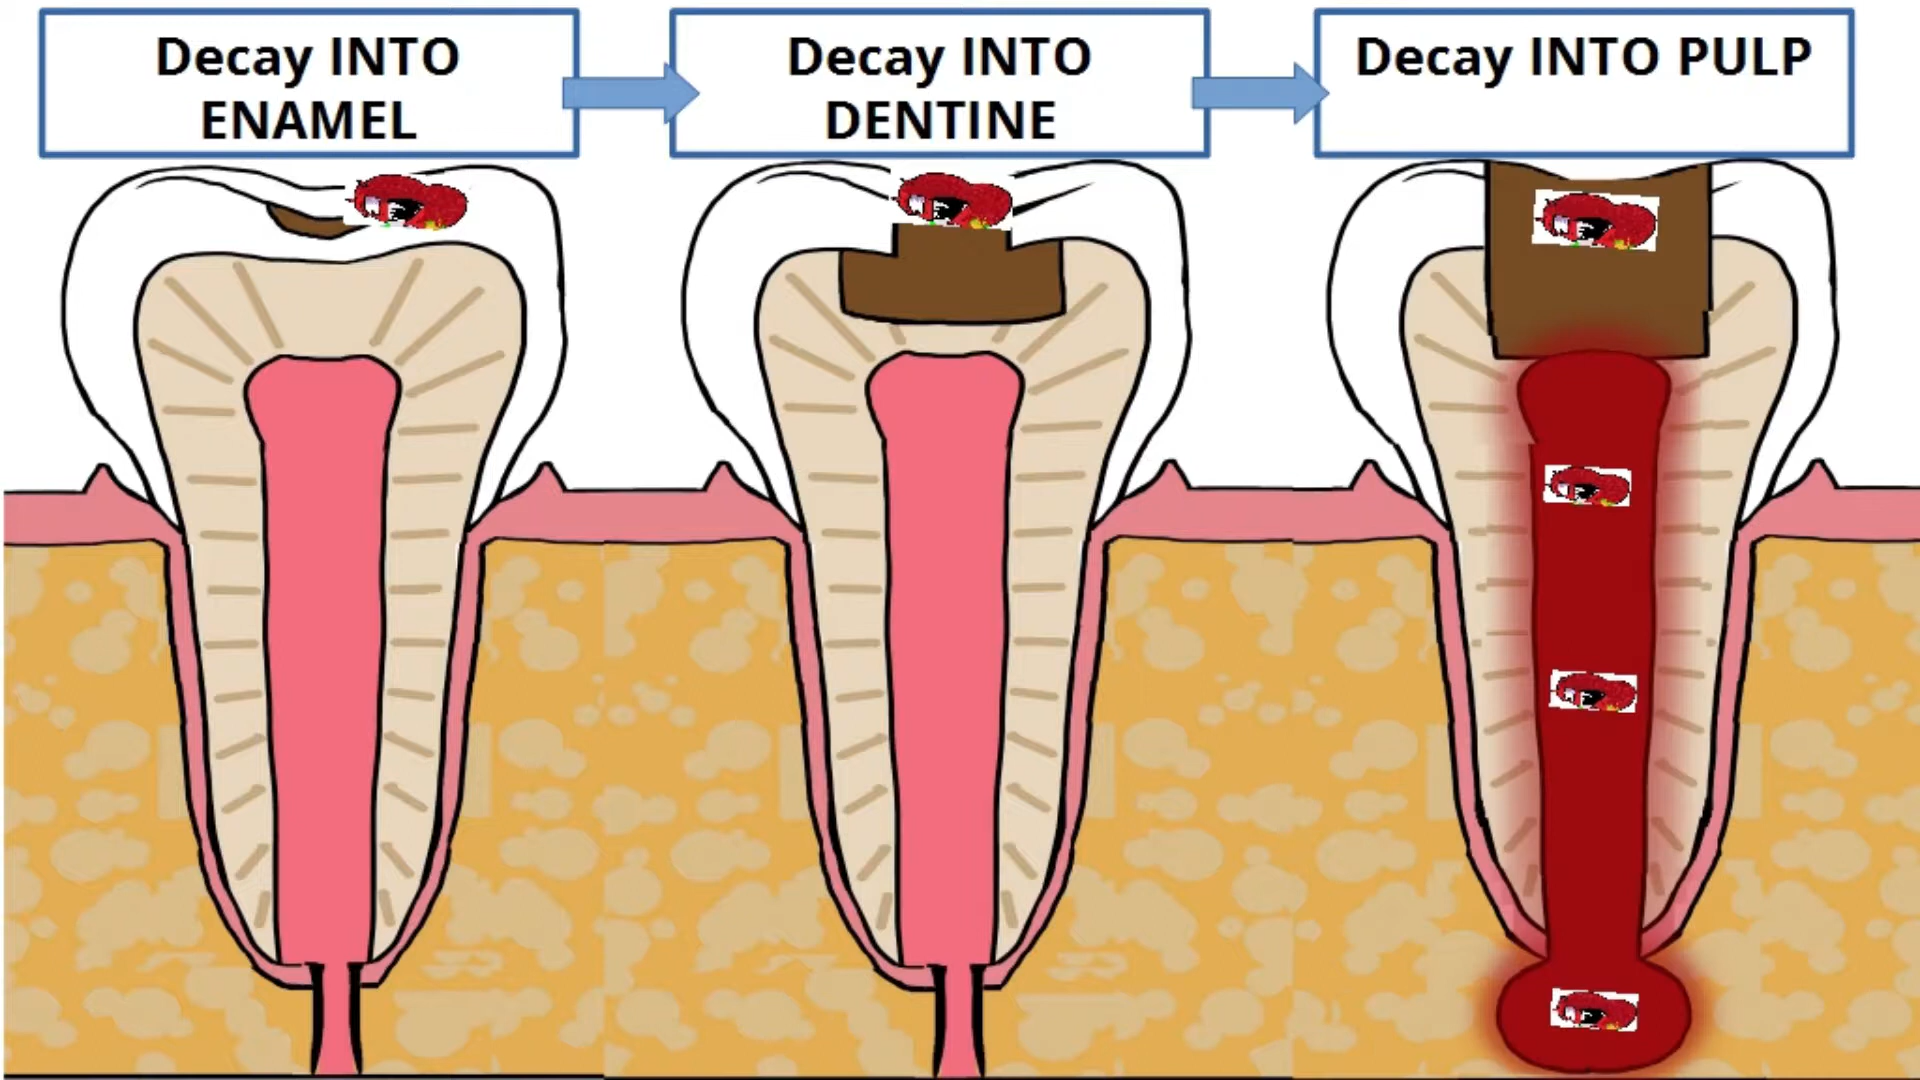 Decay INTO
ENAMEL
Decay INTO
DENTINE
Decay INTO PULP